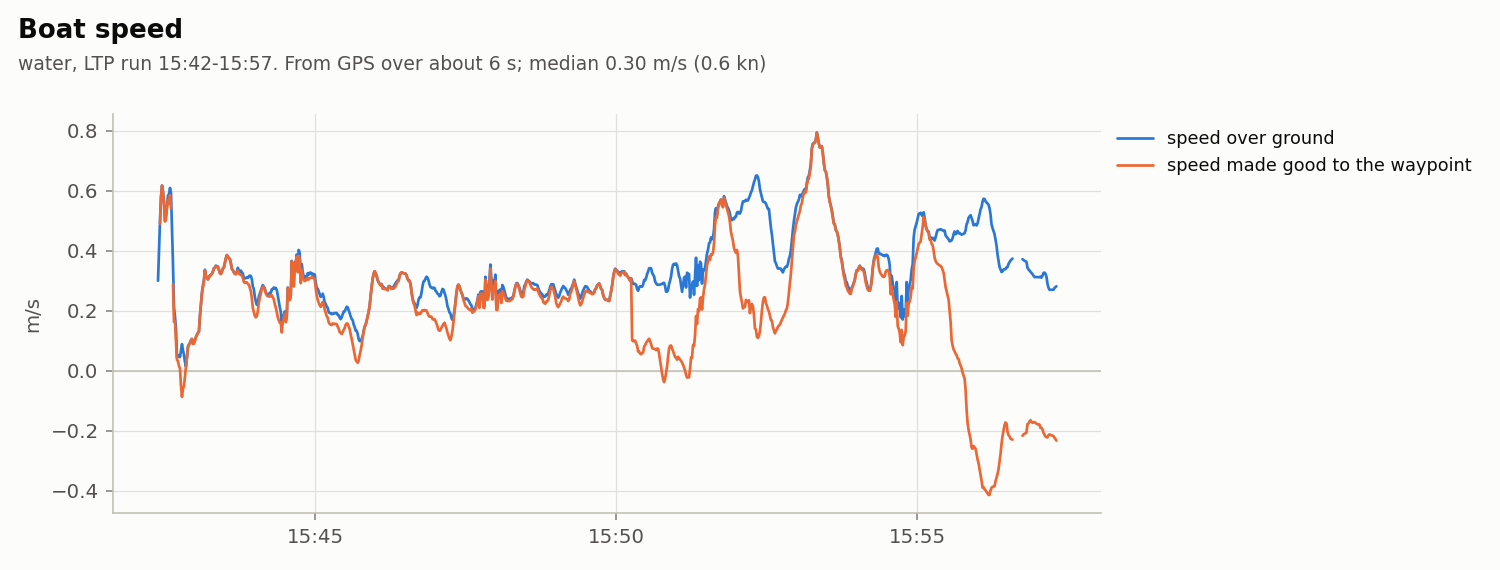 Boat speed
water, LTP run 15:42-15:57. From GPS over about 6 s; median 0.30 m/s (0.6 kn)
speed over ground
speed made good to the waypoint
m/s
0.8
0.6
0.4
0.2
0.0
−0.2
−0.4
15:45
15:50
15:55